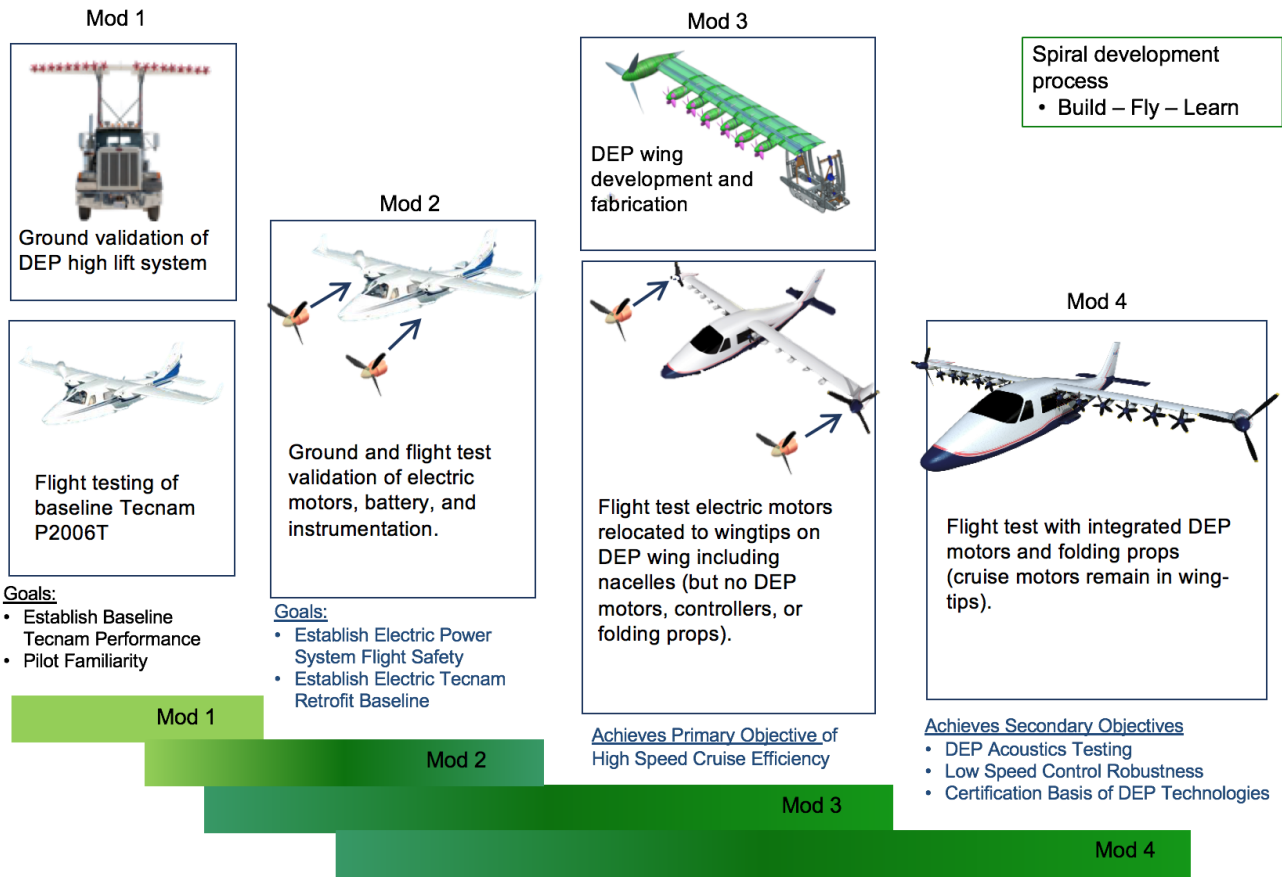 Mod 1
Ground validation of
DEP high lift system
Flight testing of
baseline Tecnam
P2006T
Goals:
• Establish Baseline
Tecnam Performance
• Pilot Familiarity
Mod 2
Ground and flight test
validation of electric
motors, battery, and
instrumentation.
Goals:
• Establish Electric Power
System Flight Safety
• Establish Electric Tecnam
Retrofit Baseline
Mod 3
DEP wing
development and
fabrication
Flight test electric motors
relocated to wingtips on
DEP wing including
nacelles (but no DEP
motors, controllers, or
folding props).
Achieves Primary Objective of
High Speed Cruise Efficiency
Spiral development
process
• Build – Fly – Learn
Mod 4
Flight test with integrated DEP
motors and folding props
(cruise motors remain in wing-
tips).
Achieves Secondary Objectives
• DEP Acoustics Testing
• Low Speed Control Robustness
• Certification Basis of DEP Technologies
Mod 1
Mod 2
Mod 3
Mod 4